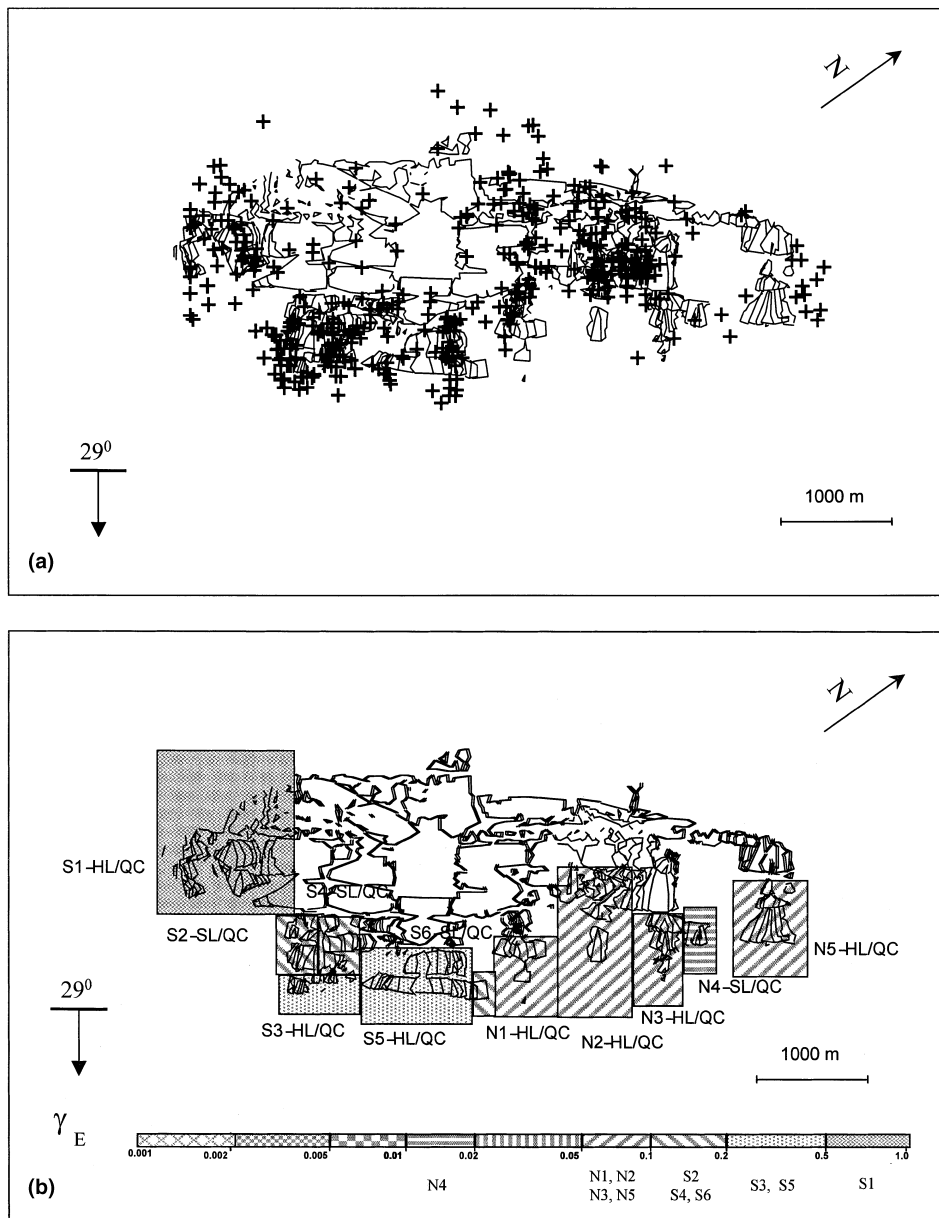 N
29⁰
1000 m
(a)
N
S1-HL/QC
S4-SL/QC
S2-SL/QC
S6-SL/QC
N5-HL/QC
N4-SL/QC
29⁰
S3-HL/QC
S5-HL/QC
N1-HL/QC
N3-HL/QC
N2-HL/QC
1000 m
γE
0.001 0.002 0.005 0.01 0.02 0.05 0.1 0.2 0.5 1.0
(b)
N4
N1, N2
N3, N5
S2
S4, S6
S3, S5
S1